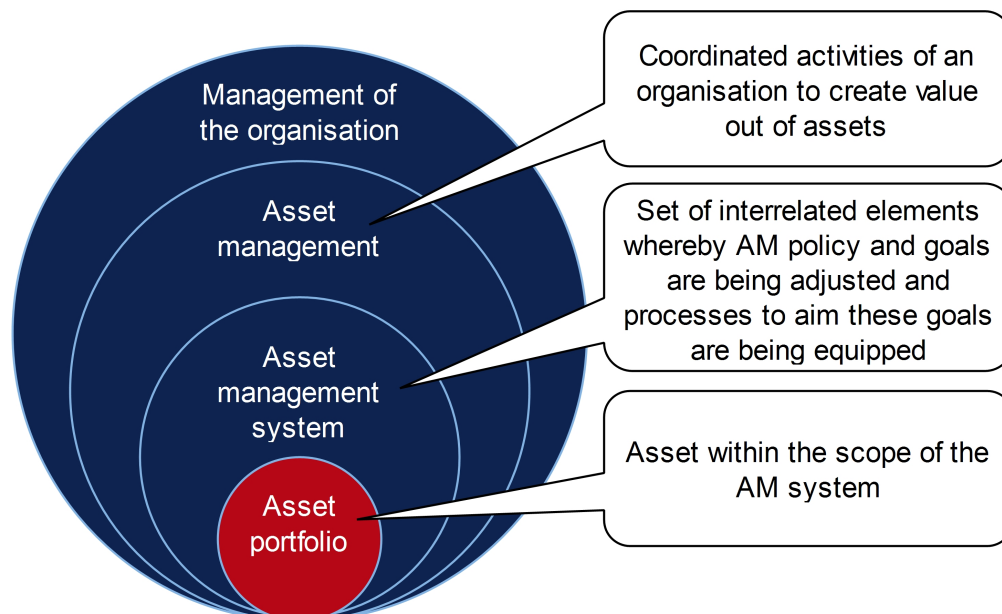 Management of
the organisation
Asset
management
Asset
management
system
Asset
portfolio
Coordinated activities of an
organisation to create value
out of assets
Set of interrelated elements
whereby AM policy and goals
are being adjusted and
processes to aim these goals
are being equipped
Asset within the scope of the
AM system